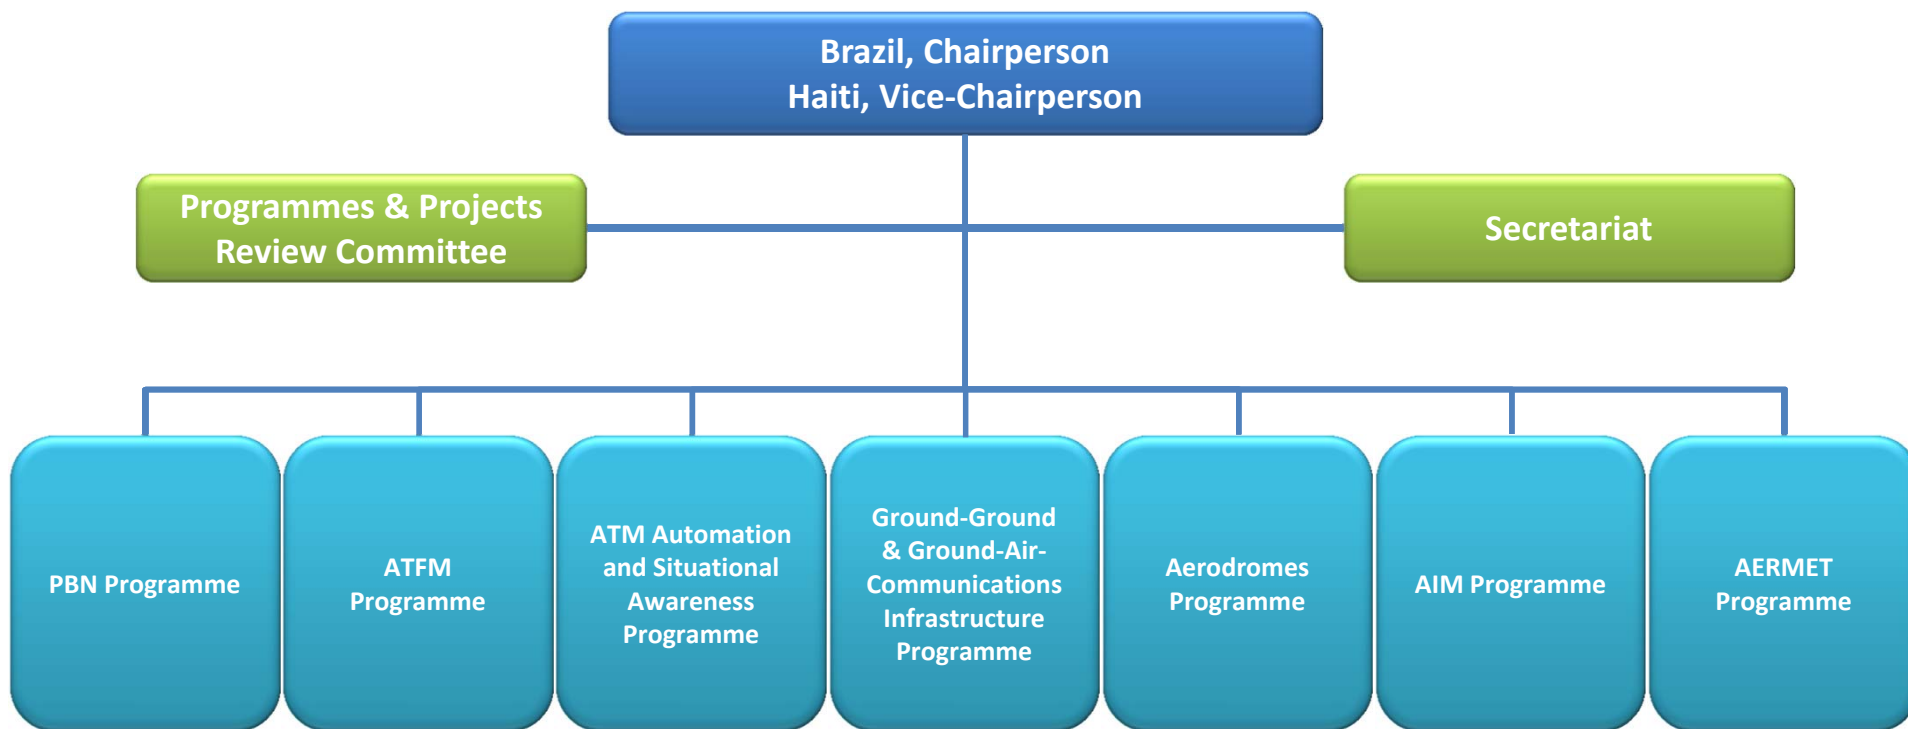 Brazil, Chairperson
Haiti, Vice-Chairperson
Programmes & Projects
Review Committee
Secretariat
PBN Programme
ATFM
Programme
ATM Automation
and Situational
Awareness
Programme
Ground-Ground
& Ground-Air-
Communications
Infrastructure
Programme
Aerodromes
Programme
AIM Programme
AERMET
Programme